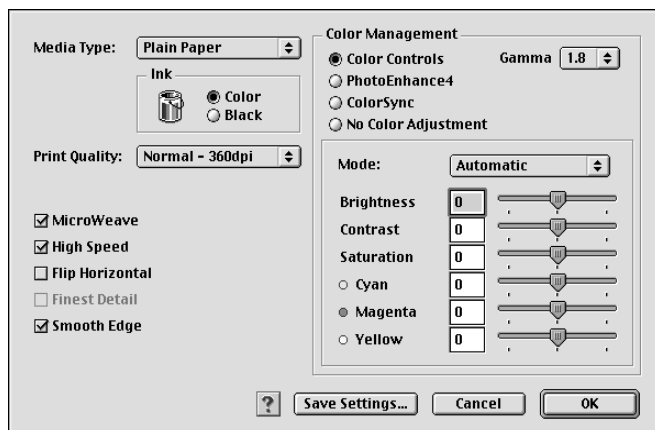 Media Type: Plain Paper
Ink
Color
Black
Print Quality: Normal – 360dpi
MicroWeave
High Speed
Flip Horizontal
Finest Detail
Smooth Edge
Color Management
Color Controls Gamma 1.8
PhotoEnhance4
ColorSync
No Color Adjustment
Mode: Automatic
Brightness 0
Contrast 0
Saturation 0
Cyan 0
Magenta 0
Yellow 0
? Save Settings... Cancel OK